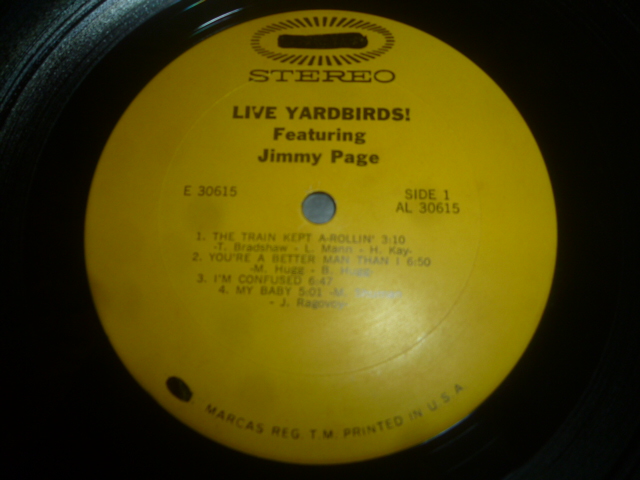 STEREO
LIVE YARDBIRDS!
Featuring
Jimmy Page
E 30615
SIDE 1
AL 30615
1. THE TRAIN KEPT A-ROLLIN' 3:10
-T. Bradshaw - L. Mann - H. Kay-
2. YOU'RE A BETTER MAN THAN I 6:50
-M. Hugg - B. Hugg-
3. I'M CONFUSED 6:47
4. MY BABY 5:01 -M.
- J. Ragovoy
MARCAS REG. T.M. PRINTED IN U.S.A.